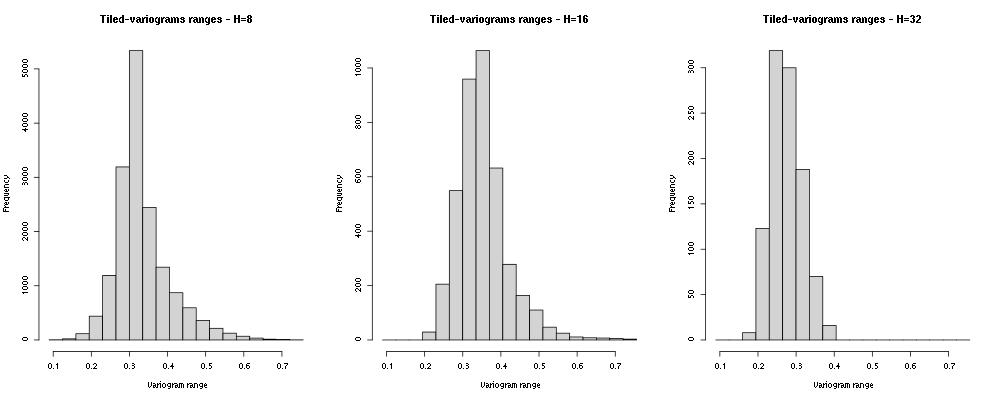 Tiled-variograms ranges - H=8
Tiled-variograms ranges - H=16
Tiled-variograms ranges - H=32
Frequency
0
1000
2000
3000
4000
5000
0.1 0.2 0.3 0.4 0.5 0.6 0.7
Variogram range
Frequency
0
200
400
600
800
1000
0.1 0.2 0.3 0.4 0.5 0.6 0.7
Variogram range
Frequency
0
50
100
150
200
250
300
0.1 0.2 0.3 0.4 0.5 0.6 0.7
Variogram range